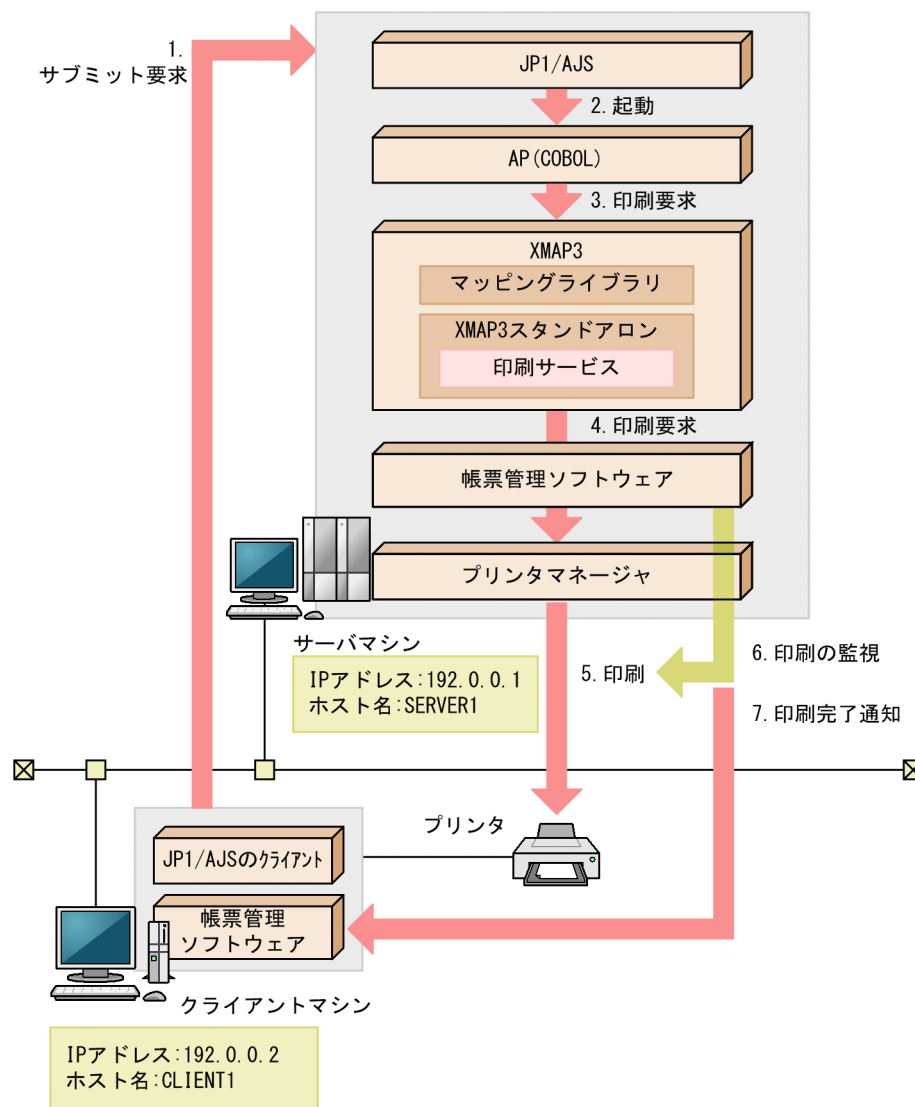 1.
サブミット要求
JP1/AJS
2.起動
AP(COBOL)
3.印刷要求
XMAP3
マッピングライブラリ
XMAP3スタンドアロン
印刷サービス
4.印刷要求
帳票管理ソフトウェア
プリンタマネージャ
サーバマシン
IPアドレス:192.0.0.1
ホスト名:SERVER1
5.印刷
6.印刷の監視
7.印刷完了通知
プリンタ
JP1/AJSのクライアント
帳票管理
ソフトウェア
クライアントマシン
IPアドレス:192.0.0.2
ホスト名:CLIENT1